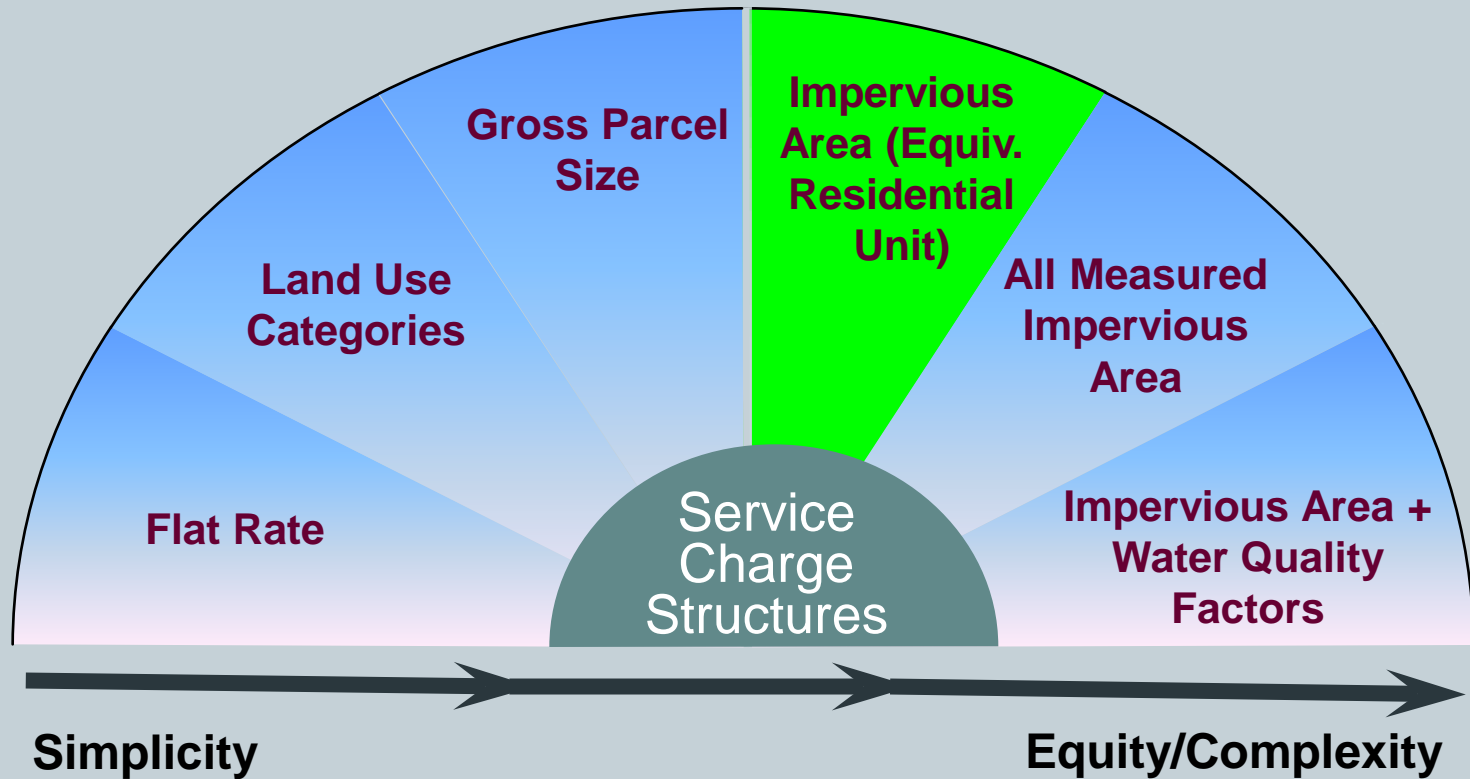 Flat Rate
Land Use
Categories
Gross Parcel
Size
Impervious
Area (Equiv.
Residential
Unit)
All Measured
Impervious
Area
Impervious Area +
Water Quality
Factors
Service
Charge
Structures
Simplicity
Equity/Complexity